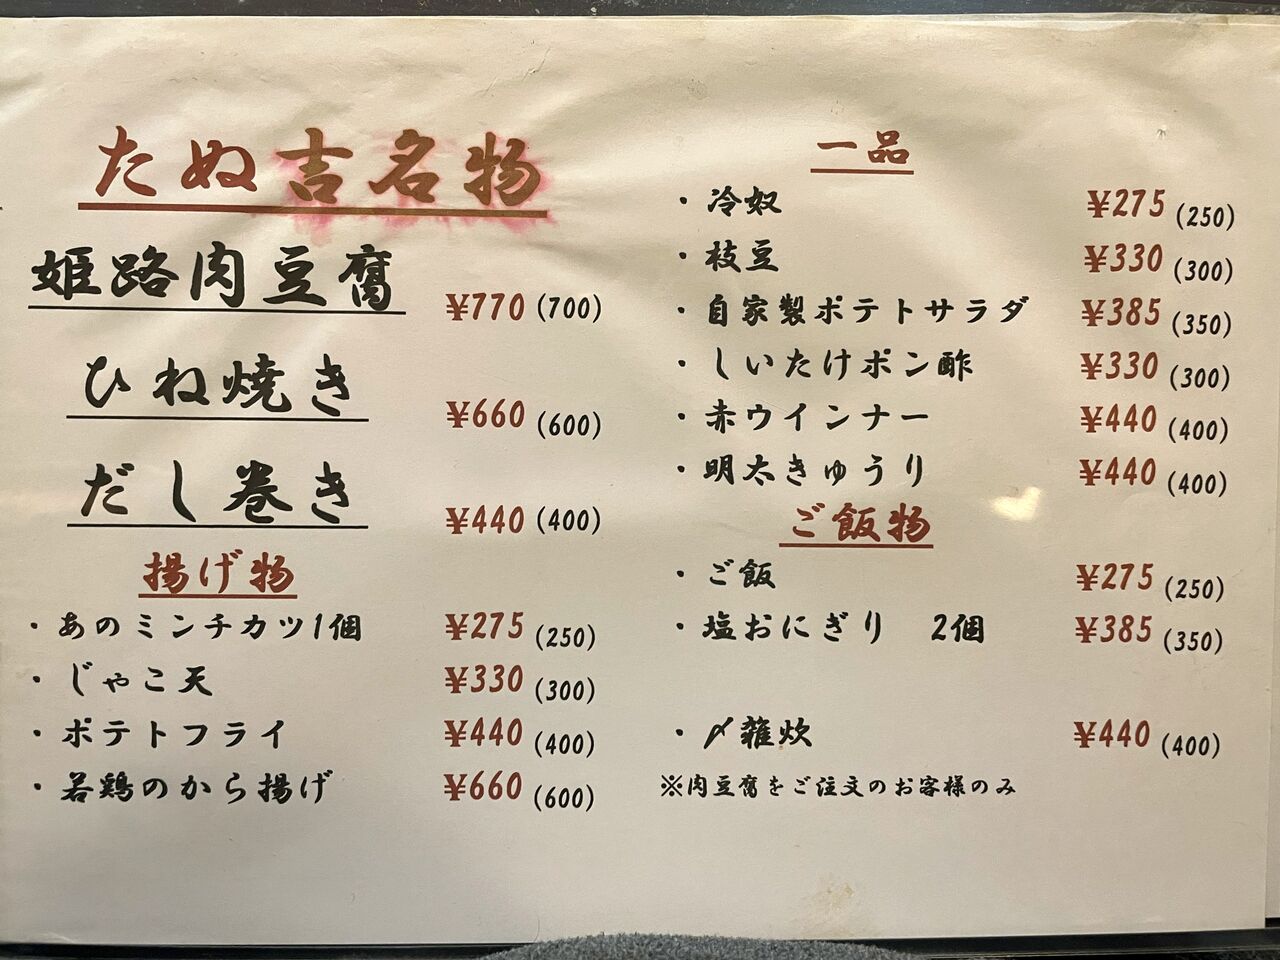 たぬ吉名物
姫路肉豆腐 ¥770 (700)
ひね焼き ¥660 (600)
だし巻き ¥440 (400)
揚げ物
・あのミンチカツ1個 ¥275 (250)
・じゃこ天 ¥330 (300)
・ポテトフライ ¥440 (400)
・若鶏のから揚げ ¥660 (600)
一品
・冷奴 ¥275 (250)
・枝豆 ¥330 (300)
・自家製ポテトサラダ ¥385 (350)
・しいたけポン酢 ¥330 (300)
・赤ウインナー ¥440 (400)
・明太きゅうり ¥440 (400)
ご飯物
・ご飯 ¥275 (250)
・塩おにぎり 2個 ¥385 (350)
・〆雑炊 ¥440 (400)
※肉豆腐をご注文のお客様のみ